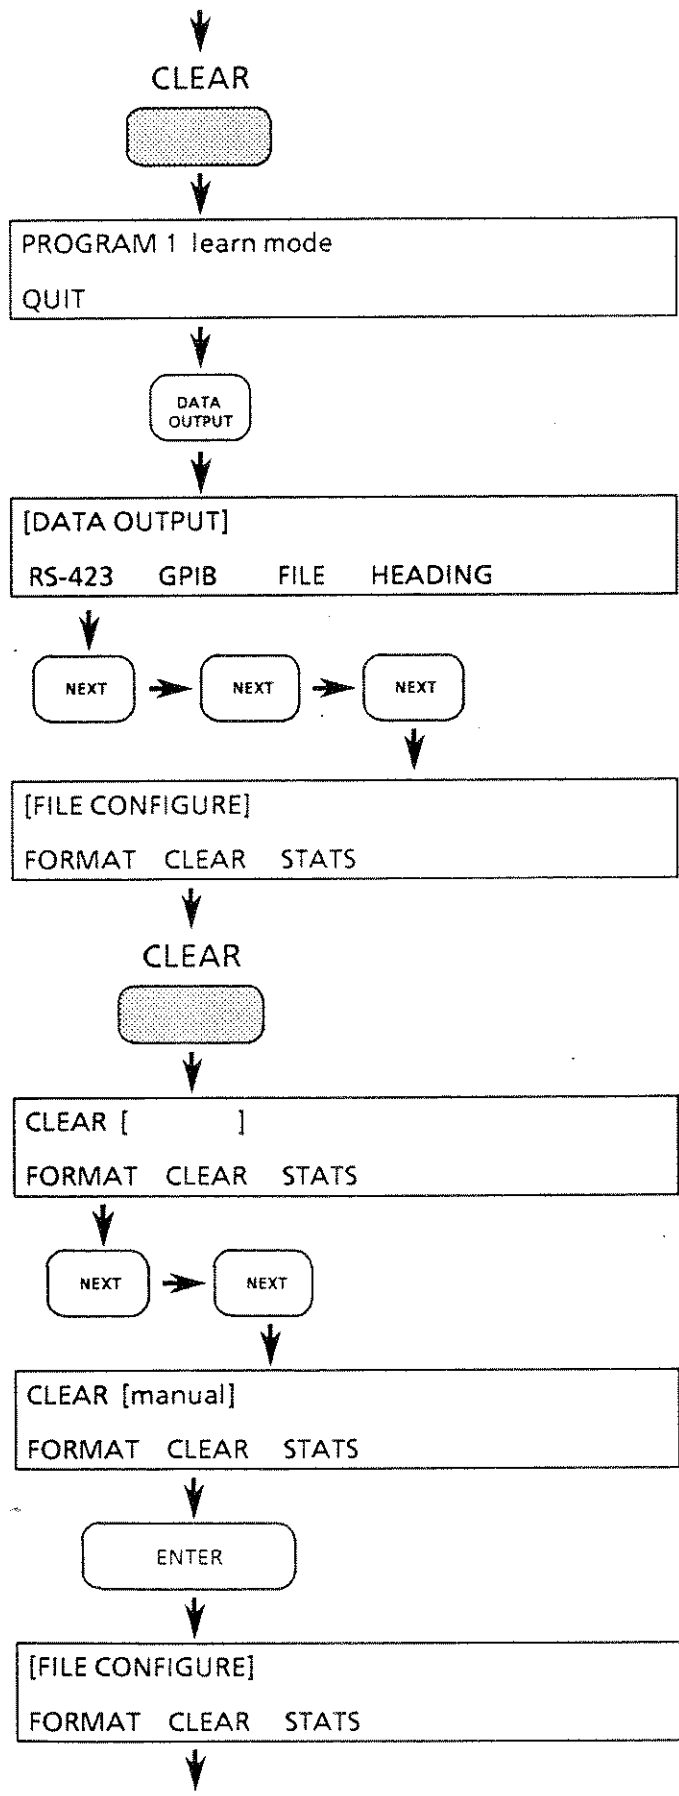 CLEAR
PROGRAM 1 learn mode
QUIT
DATA
OUTPUT
[DATA OUTPUT]
RS-423 GPIB FILE HEADING
NEXT NEXT NEXT
[FILE CONFIGURE]
FORMAT CLEAR STATS
CLEAR
CLEAR [ ]
FORMAT CLEAR STATS
NEXT NEXT
CLEAR [manual]
FORMAT CLEAR STATS
ENTER
[FILE CONFIGURE]
FORMAT CLEAR STATS